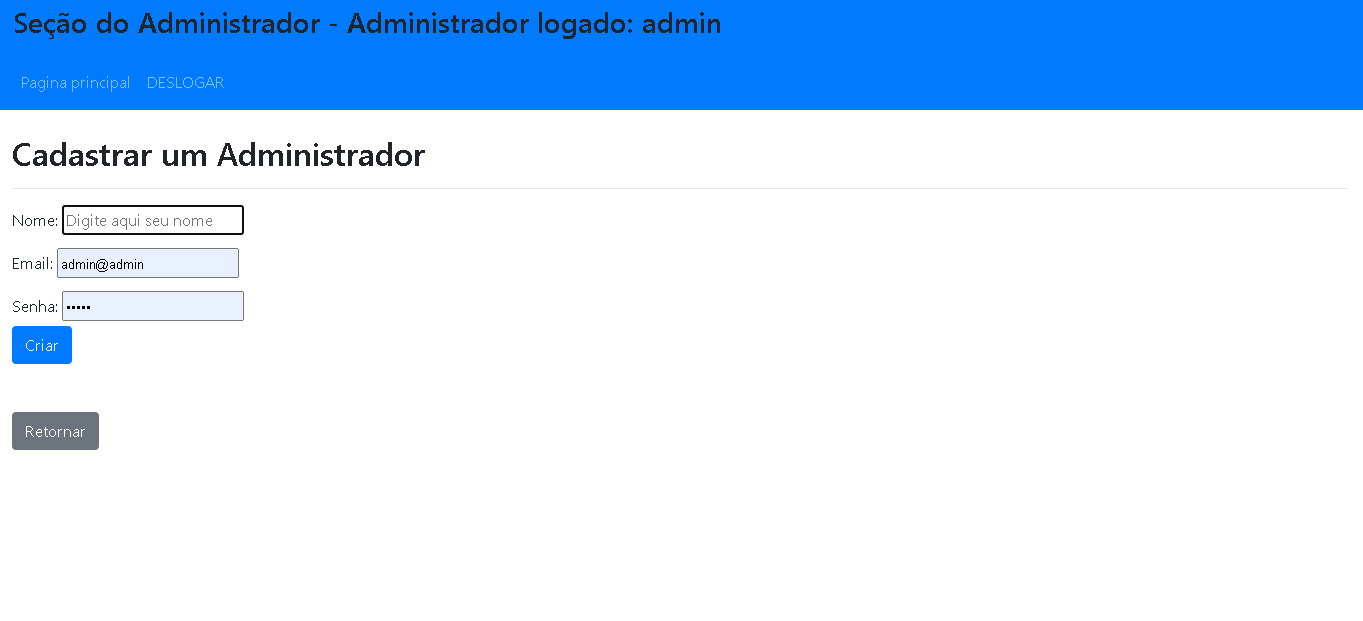 Seção do Administrador - Administrador logado: admin
Pagina principal DESLOGAR
Cadastrar um Administrador
Nome: Digite aqui seu nome
Email: admin@admin
Senha: •••••
Criar
Retornar